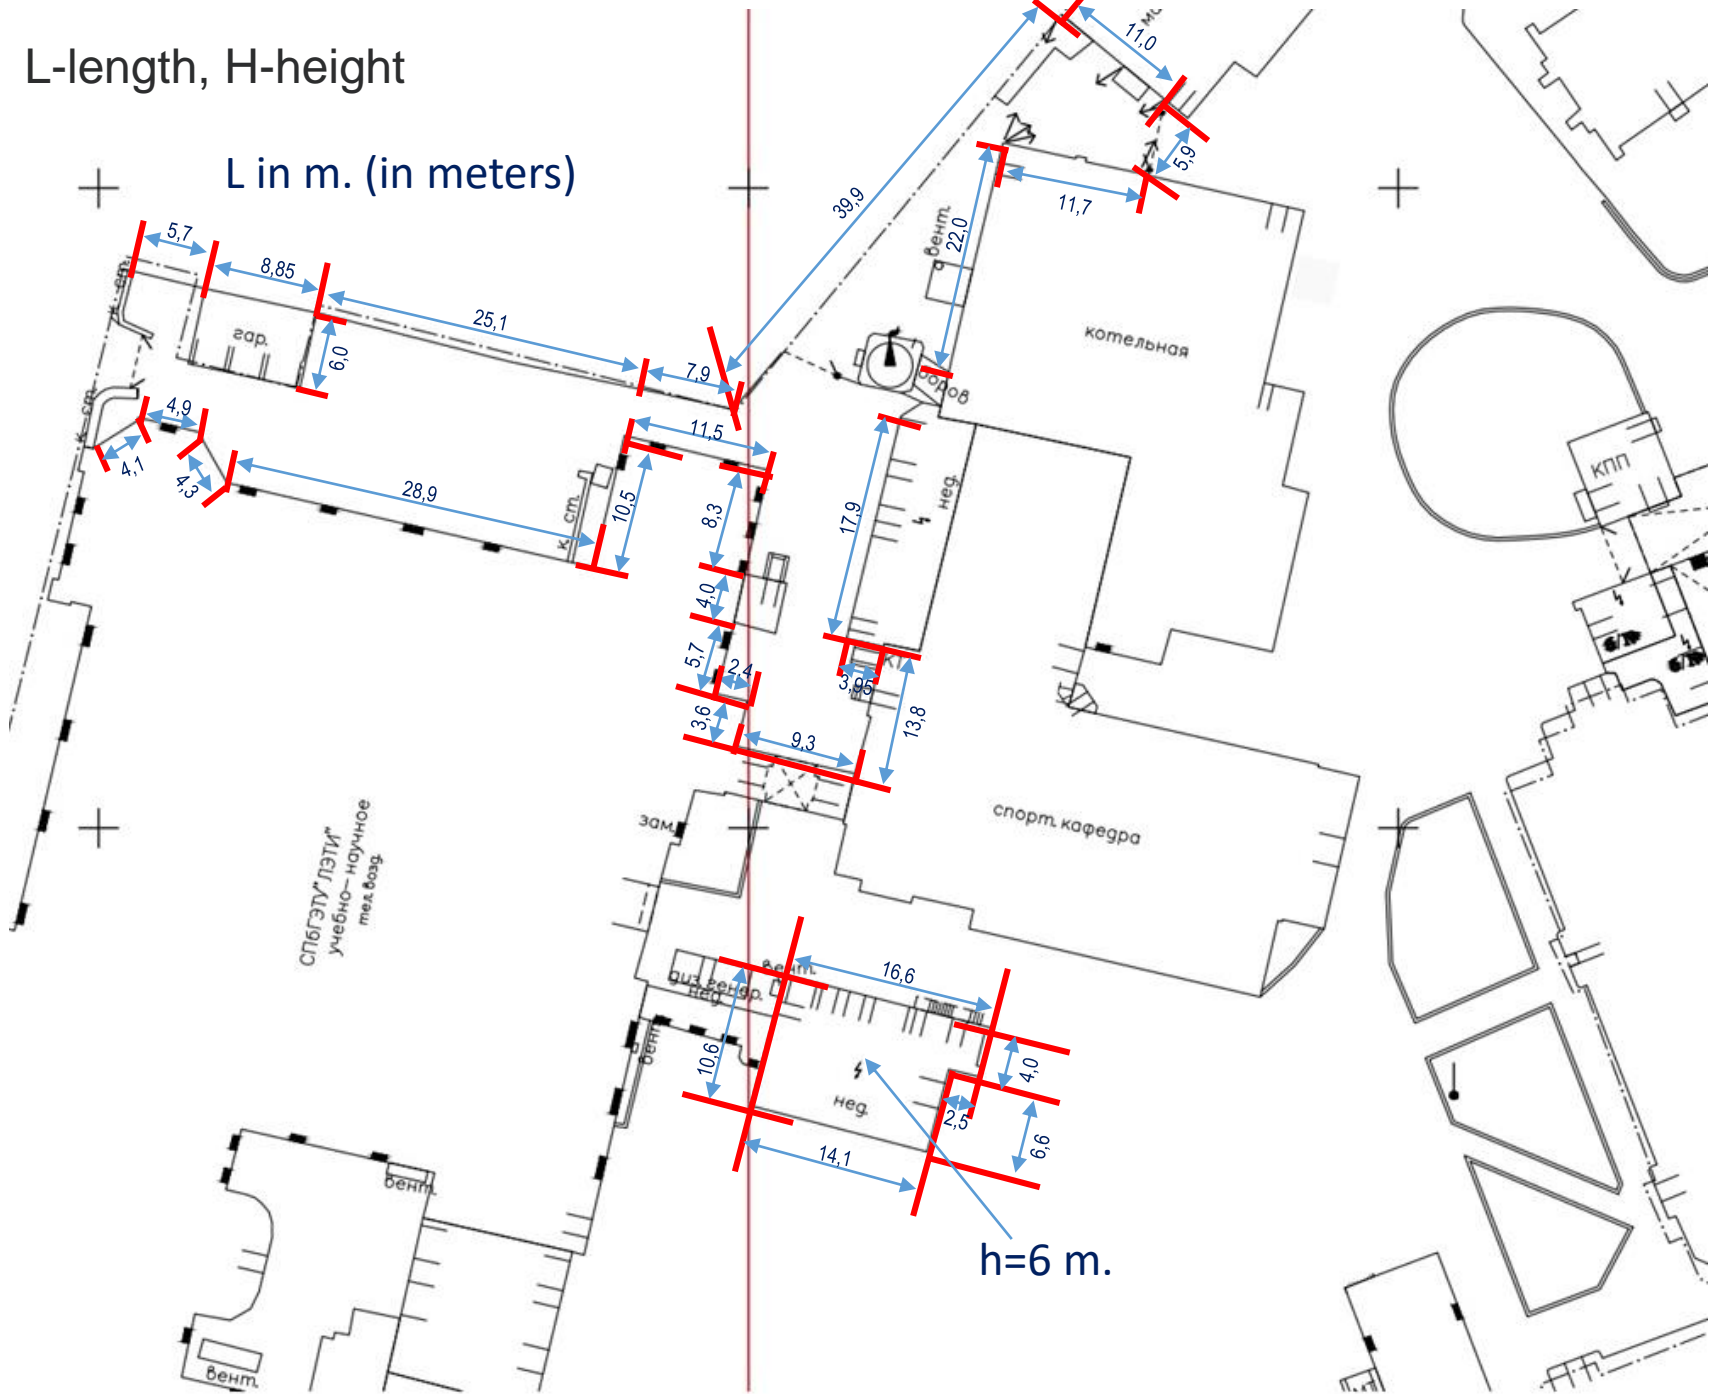 L-length, H-height
L in m. (in meters)
11,0
5,9
39,9
11,7
22,0
вент.
5,7
8,85
25,1
7,9
6,0
к. ст.
гар.
котельная
боров
4,9
4,1
4,3
к. ст.
28,9
11,5
10,5
8,3
к. ст.
17,9
нед.
КПП
4,0
5,7
2,4
3,6
9,3
3,95
13,8
зам.
спорт. кафедра
СПбГЭТУ"ЛЭТИ"
учебно-научное
тел.возд.
вент.
диз.генер.
нед.
16,6
10,6
вент.
4,0
2,5
6,6
нед.
14,1
h=6 m.
вент.
вент.